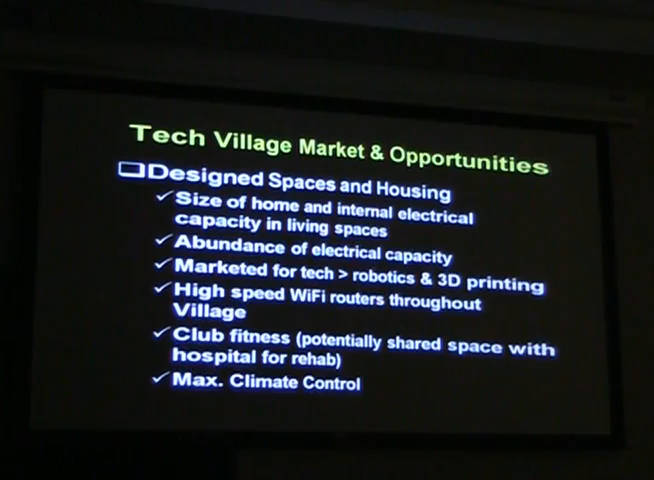 Tech Village Market & Opportunities
Designed Spaces and Housing
Size of home and internal electrical
capacity in living spaces
Abundance of electrical capacity
Marketed for tech > robotics & 3D printing
High speed WiFi routers throughout
Village
Club fitness (potentially shared space with
hospital for rehab)
Max. Climate Control